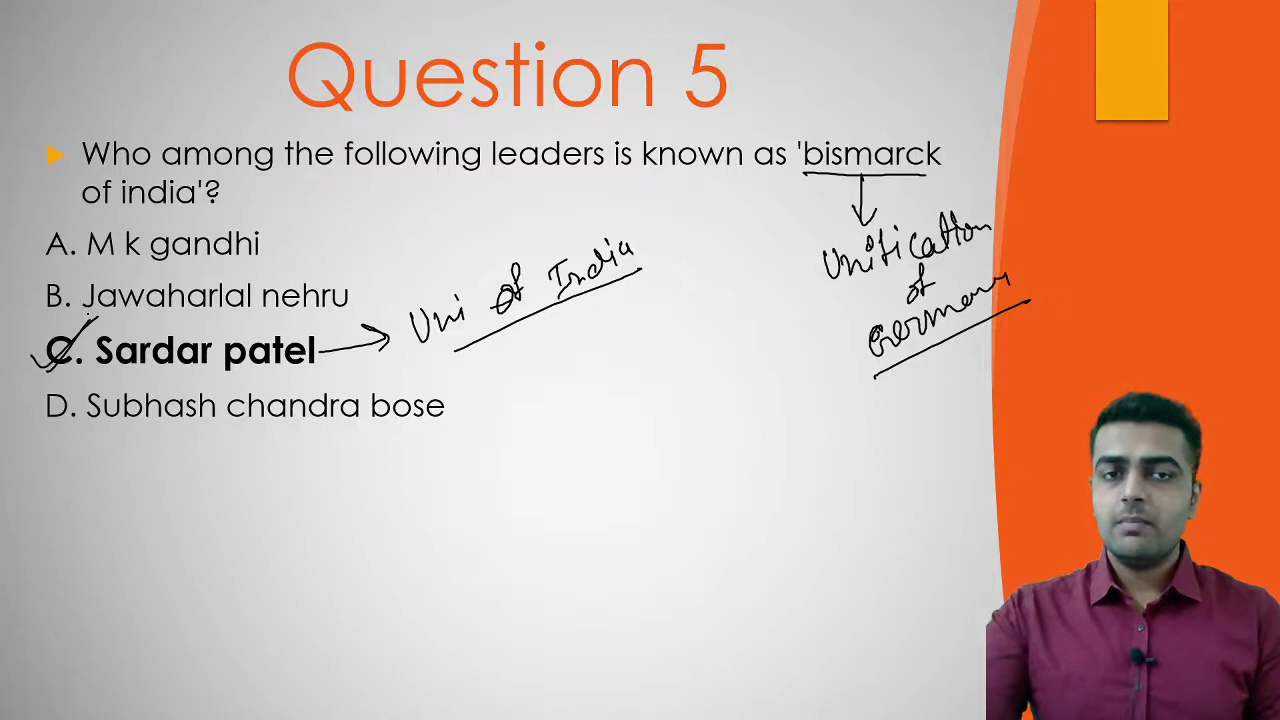 Question 5
Who among the following leaders is known as 'bismarck
of india'?
A. M k gandhi
B. Jawaharlal nehru
C. Sardar patel
D. Subhash chandra bose
Uni of India
Unification
of
Germany